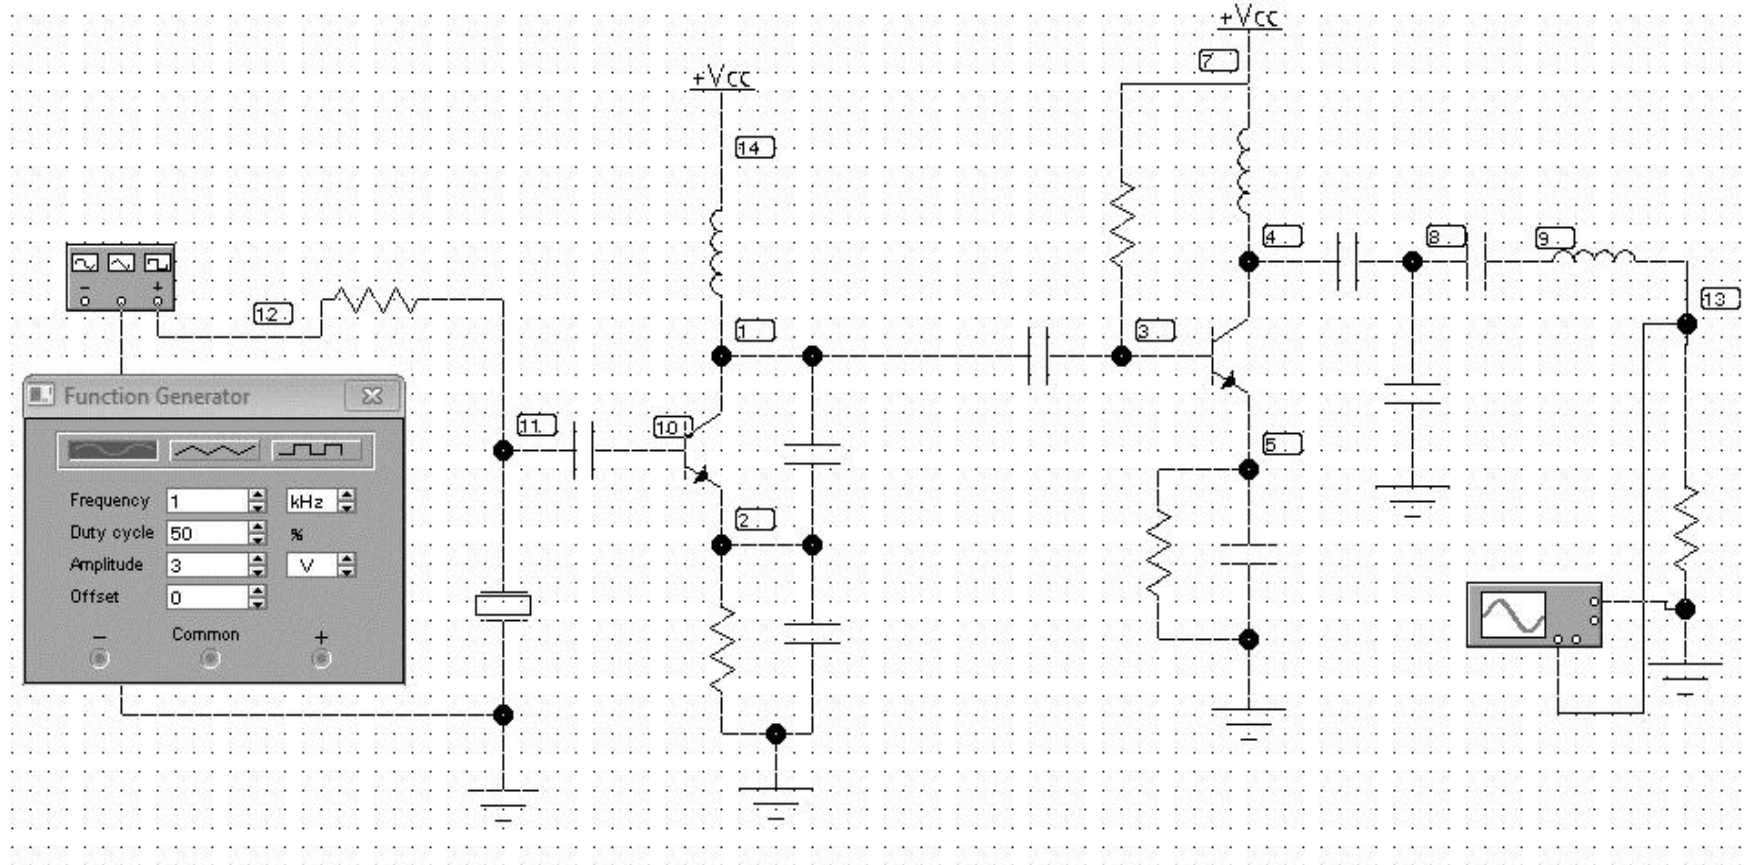 +Vcc
7
+Vcc
14
4
8
9
- +
12
13
1
3
Function Generator
11
10
5
Frequency 1 kHz
2
Duty cycle 50 %
Amplitude 3 V
Offset 0
- Common +